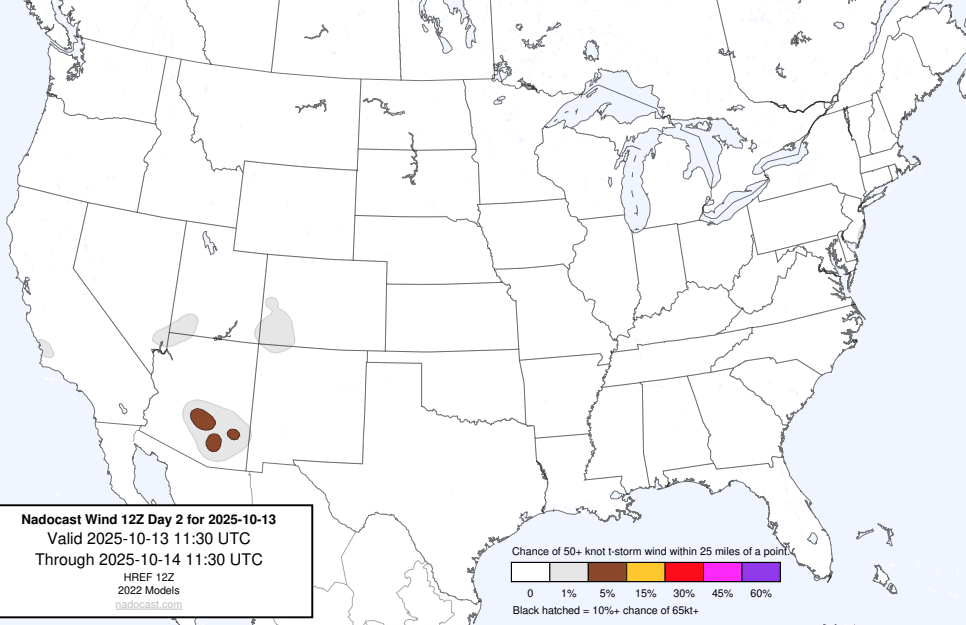 Nadocast Wind 12Z Day 2 for 2025-10-13
Valid 2025-10-13 11:30 UTC
Through 2025-10-14 11:30 UTC
HREF 12Z
2022 Models
nadocast.com
Chance of 50+ knot t-storm wind within 25 miles of a point.
0 1% 5% 15% 30% 45% 60%
Black hatched = 10%+ chance of 65kt+